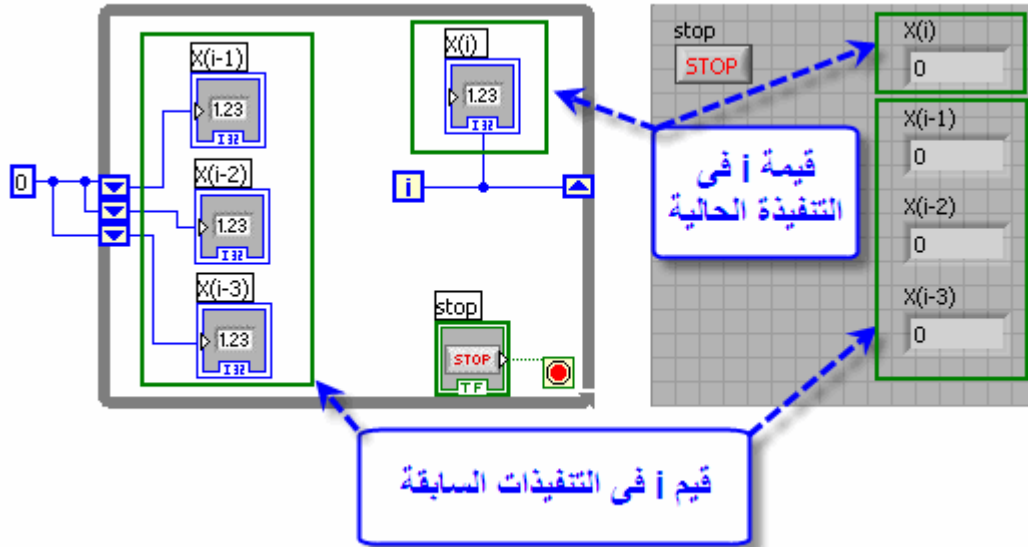 X(i-1)
1.23
I32
X(i-2)
1.23
I32
X(i-3)
1.23
I32
0
X(i)
1.23
I32
i
stop
STOP
TF
stop
STOP
X(i)
0
X(i-1)
0
X(i-2)
0
X(i-3)
0
قيمة i فى
التنفيذة الحالية
قيم i فى التنفيذات السابقة